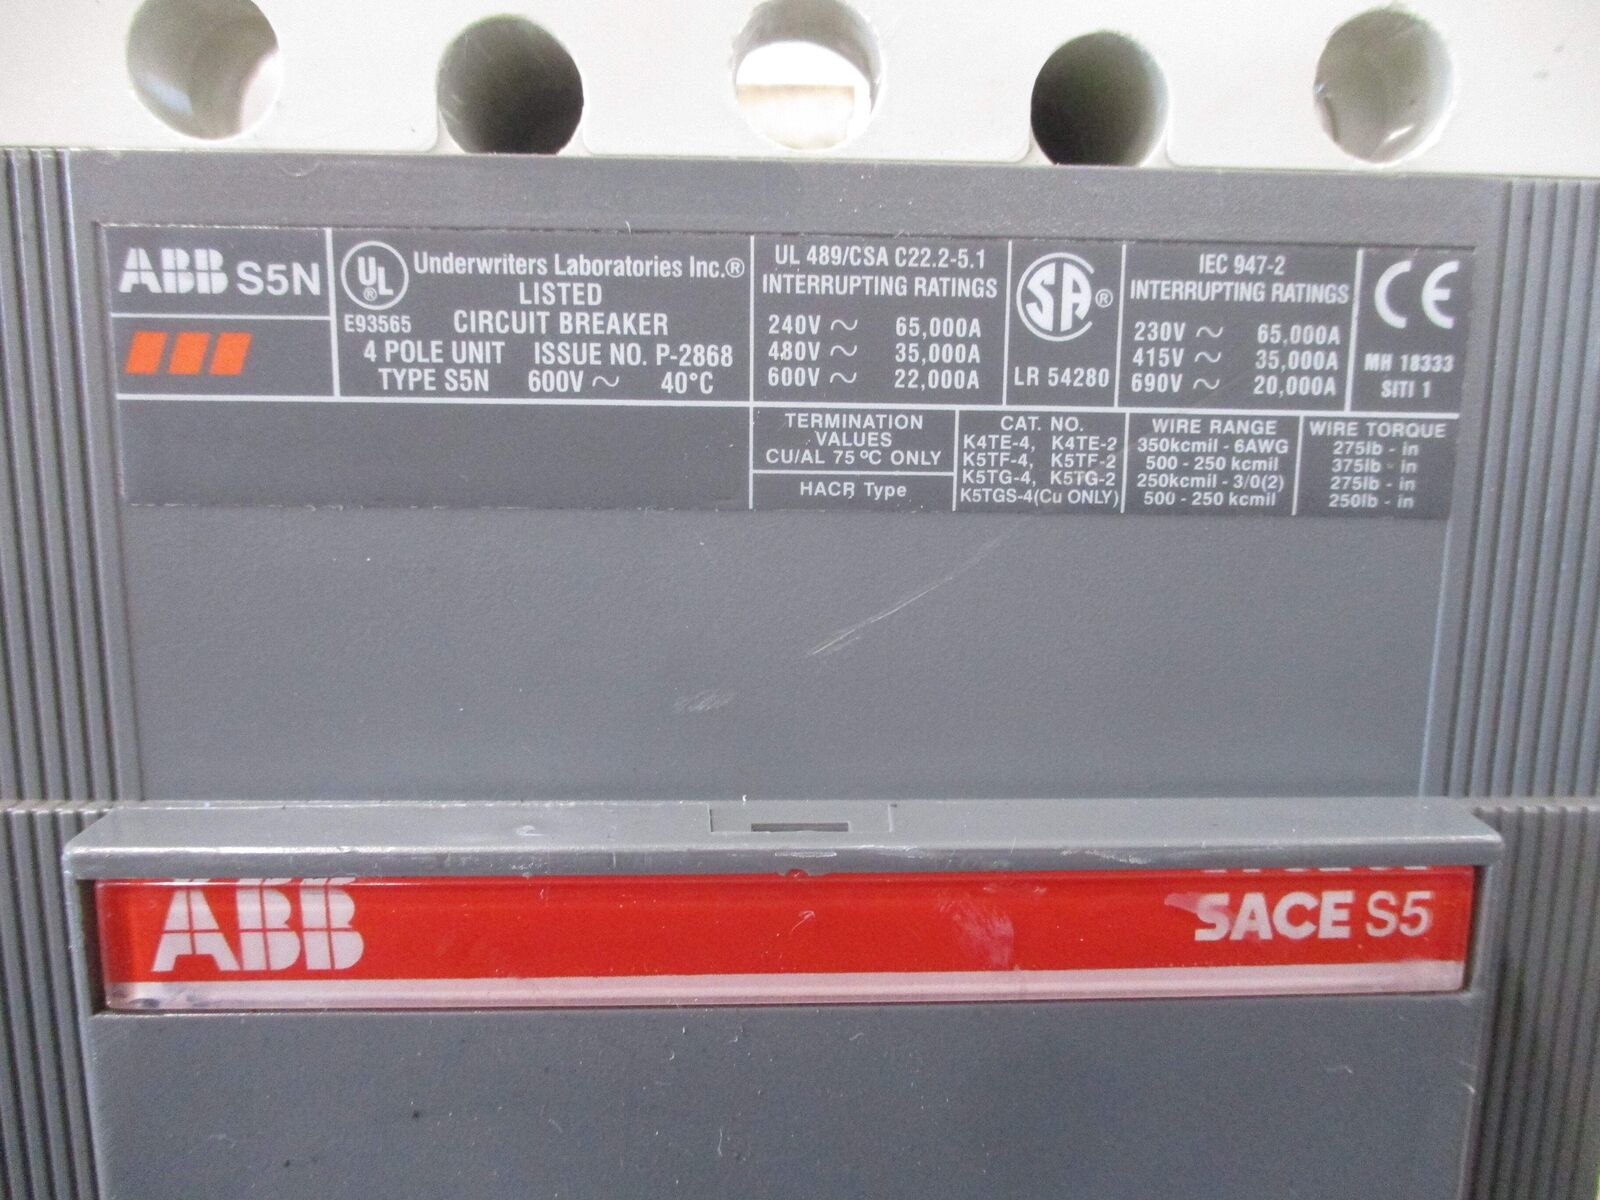 ABB S5N
UL ®
E93565
Underwriters Laboratories Inc.®
LISTED
CIRCUIT BREAKER
4 POLE UNIT ISSUE NO. P-2868
TYPE S5N 600V ~ 40°C
UL 489/CSA C22.2-5.1
INTERRUPTING RATINGS
240V ~ 65,000A
480V ~ 35,000A
600V ~ 22,000A
SA ®
LR 54280
IEC 947-2
INTERRUPTING RATINGS
230V ~ 65,000A
415V ~ 35,000A
690V ~ 20,000A
CE
MH 18333
SITI 1
TERMINATION
VALUES
CU/AL 75 °C ONLY
HACR Type
CAT. NO.
K4TE-4, K4TE-2
K5TF-4, K5TF-2
K5TG-4, K5TG-2
K5TGS-4(Cu ONLY)
WIRE RANGE
350kcmil - 6AWG
500 - 250 kcmil
250kcmil - 3/0(2)
500 - 250 kcmil
WIRE TORQUE
275lb - in
375lb - in
275lb - in
250lb - in
ABB
SACE S5